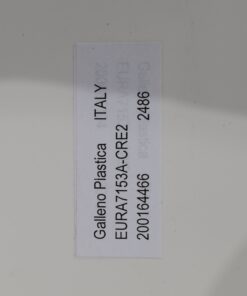 Galleno Plastica ITALY
EURA7153A-CRE2
200164466 2486